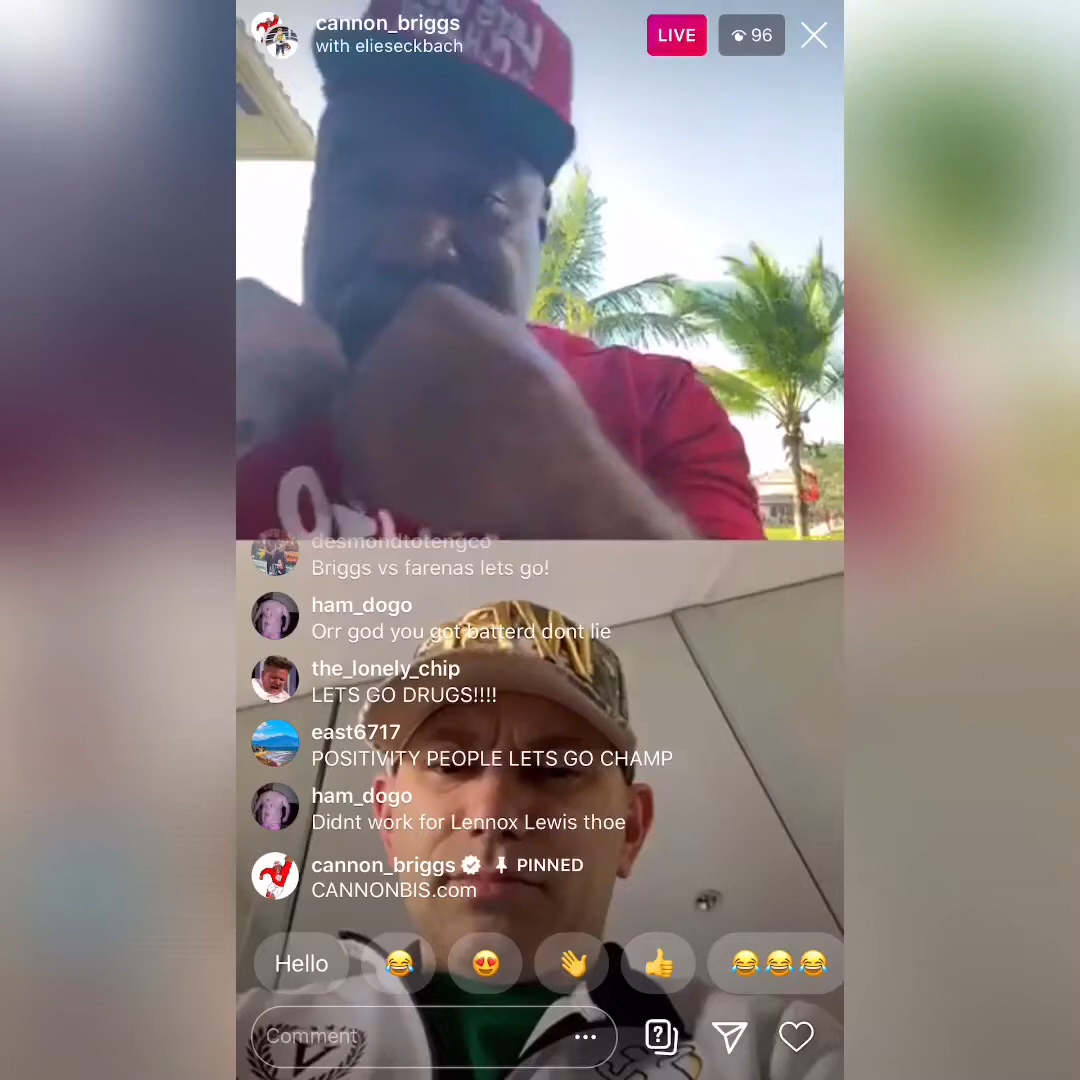 cannon_briggs
with elieseckbach
LIVE
96
desmondtotengco
Briggs vs farenas lets go!
ham_dogo
Orr god you got batterd dont lie
the_lonely_chip
LETS GO DRUGS!!!!
east6717
POSITIVITY PEOPLE LETS GO CHAMP
ham_dogo
Didnt work for Lennox Lewis thoe
cannon_briggs PINNED
CANNONBIS.com
Hello
Comment